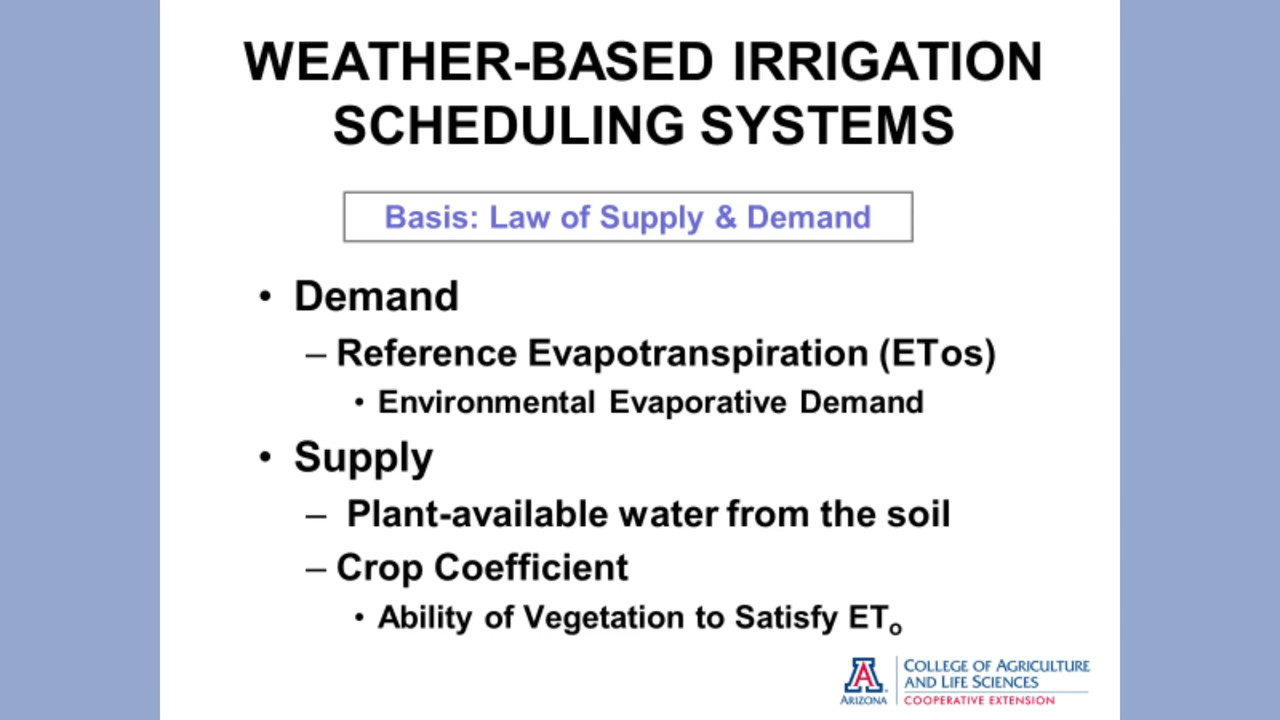 WEATHER-BASED IRRIGATION
SCHEDULING SYSTEMS
Basis: Law of Supply & Demand
• Demand
– Reference Evapotranspiration (ETos)
• Environmental Evaporative Demand
• Supply
– Plant-available water from the soil
– Crop Coefficient
• Ability of Vegetation to Satisfy ETo
A
ARIZONA
COLLEGE OF AGRICULTURE
AND LIFE SCIENCES
COOPERATIVE EXTENSION